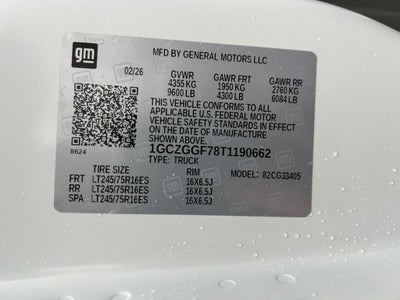 gm
MFD BY GENERAL MOTORS LLC
02/26 GVWR GAWR FRT GAWR RR
4355 KG 1950 KG 2760 KG
9600 LB 4300 LB 6084 LB
THIS VEHICLE CONFORMS TO ALL APPLICABLE
U.S. FEDERAL MOTOR VEHICLE SAFETY
STANDARDS IN EFFECT ON THE
DATE OF MANUFACTURE
SHOWN ABOVE.
8624
1GCZGGF78T1190662
TYPE: TRUCK
TIRE SIZE RIM 82CG33405
FRT LT245/75R16ES 16X6.5J
RR LT245/75R16ES 16X6.5J
SPA LT245/75R16ES 16X6.5J